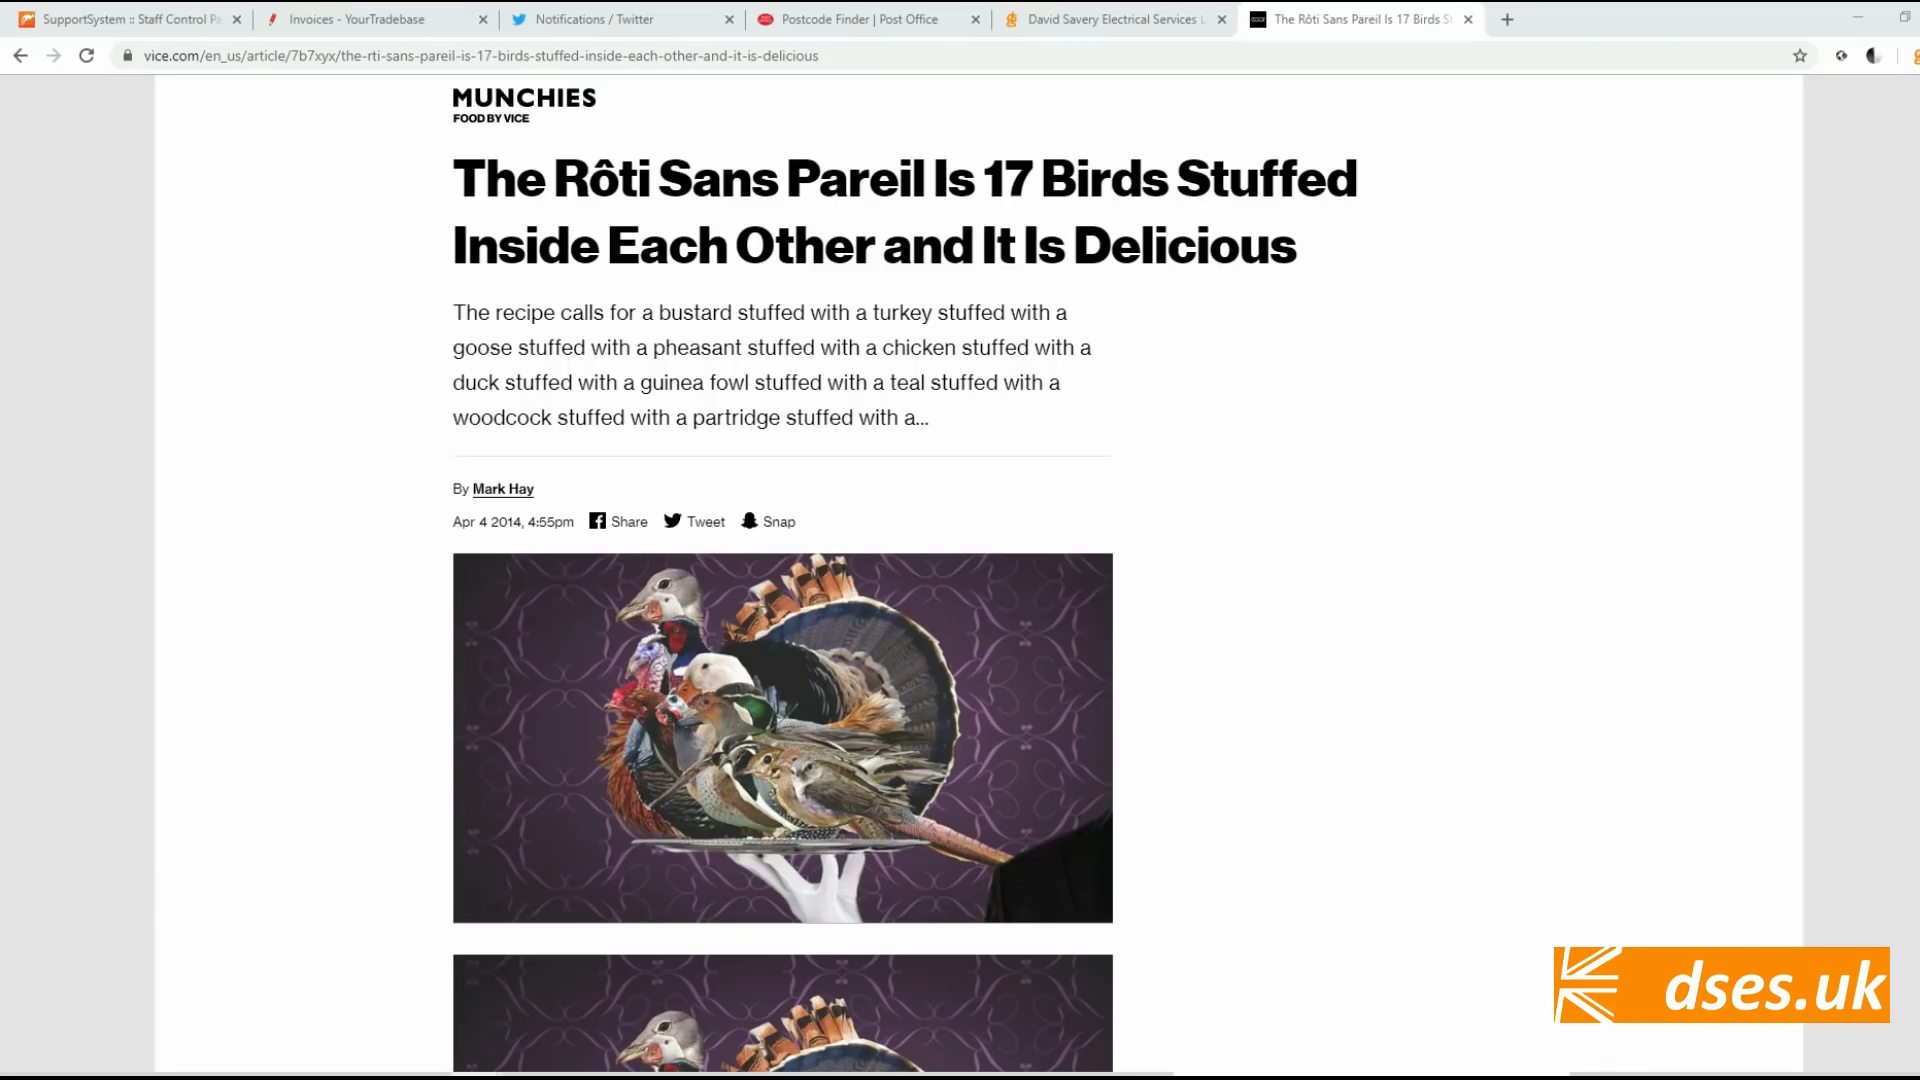 SupportSystem :: Staff Control Pa
Invoices - YourTradebase
Notifications / Twitter
Postcode Finder | Post Office
David Savery Electrical Services L
The Rôti Sans Pareil Is 17 Birds St
vice.com/en_us/article/7b7xyx/the-rti-sans-pareil-is-17-birds-stuffed-inside-each-other-and-it-is-delicious
MUNCHIES
FOOD BY VICE
The Rôti Sans Pareil Is 17 Birds Stuffed
Inside Each Other and It Is Delicious
The recipe calls for a bustard stuffed with a turkey stuffed with a
goose stuffed with a pheasant stuffed with a chicken stuffed with a
duck stuffed with a guinea fowl stuffed with a teal stuffed with a
woodcock stuffed with a partridge stuffed with a...
By Mark Hay
Apr 4 2014, 4:55pm Share Tweet Snap
dses.uk